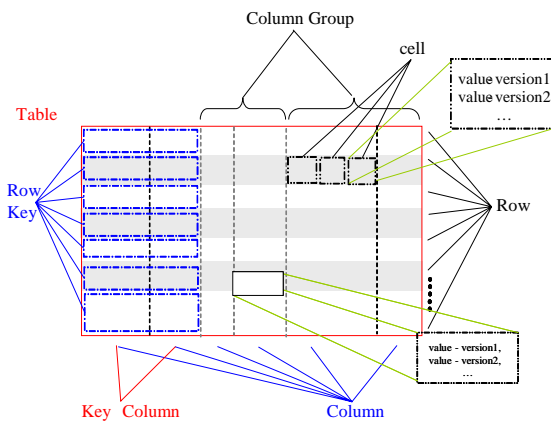 Column Group
cell
value version1
value version2
...
Table
Row
Key
Row
value - version1,
value - version2,
...
Key Column
Column